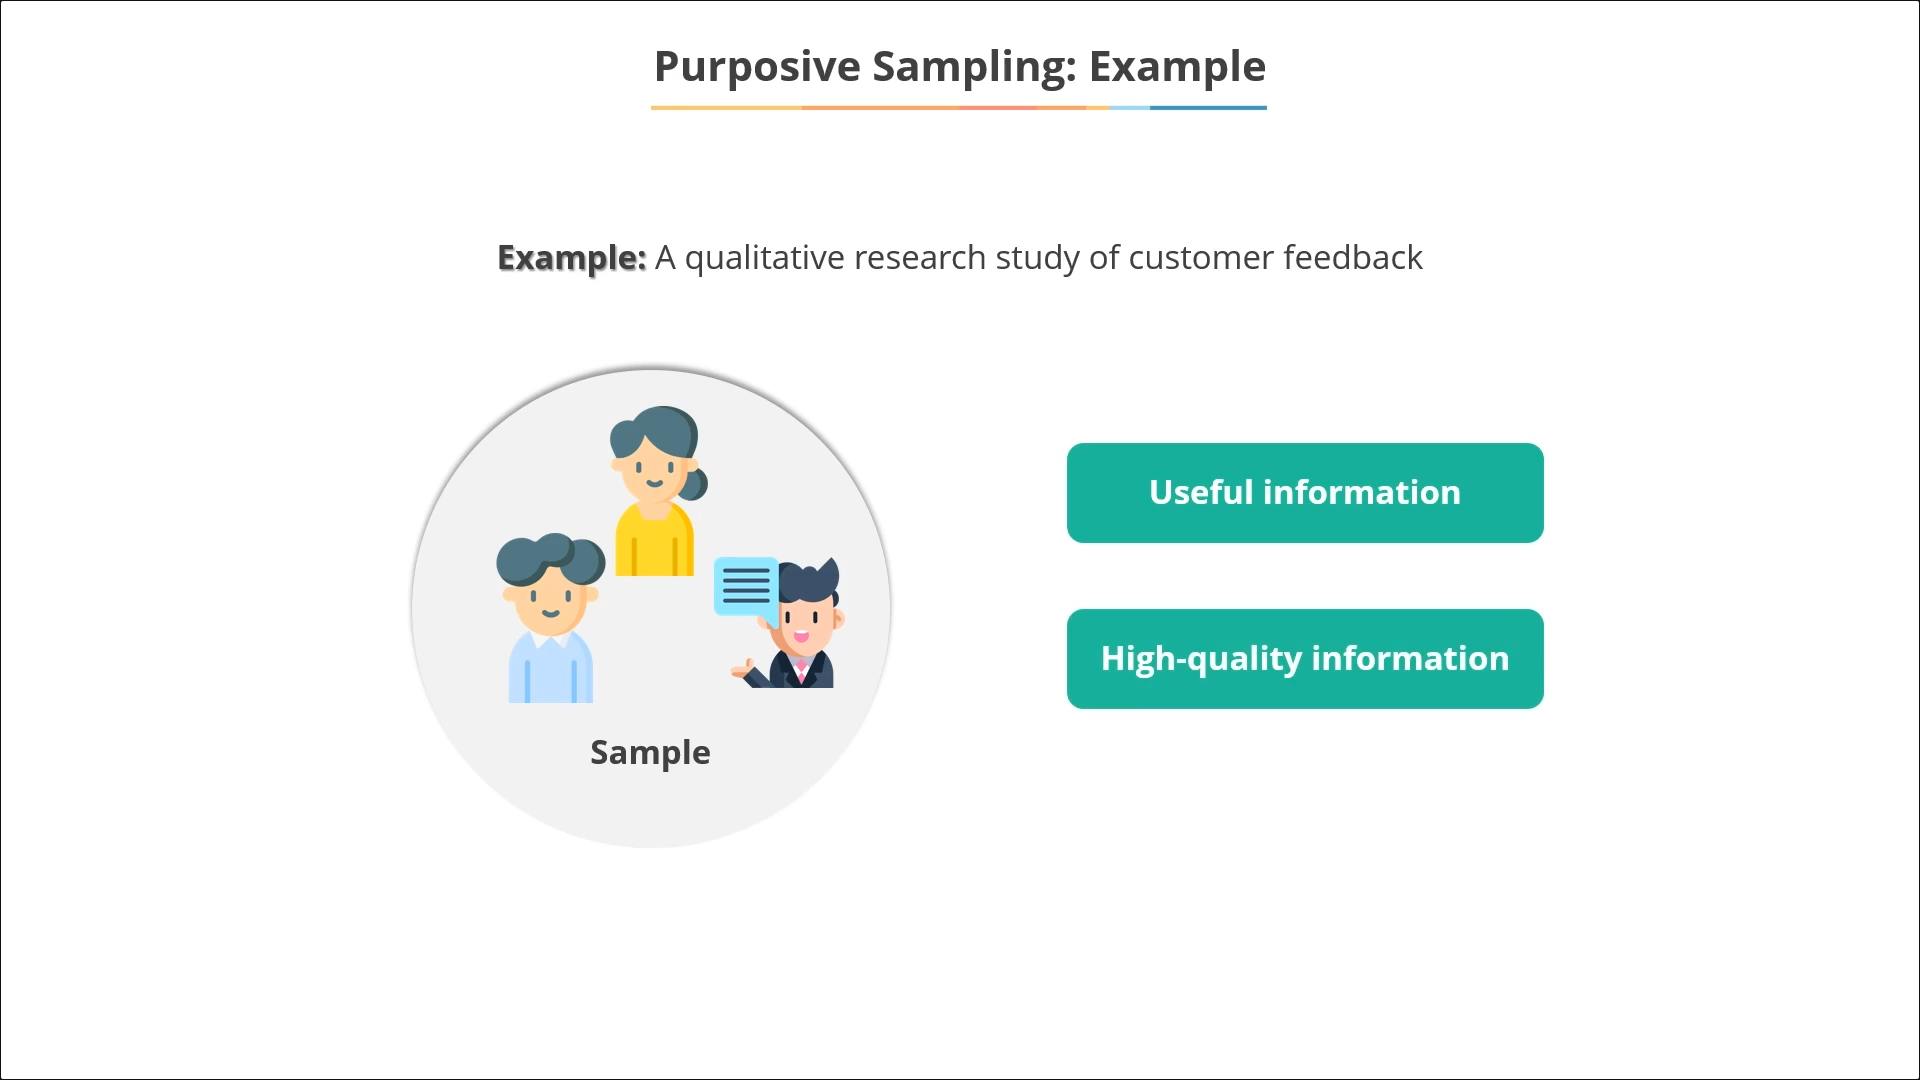 Purposive Sampling: Example
Example: A qualitative research study of customer feedback
Useful information
High-quality information
Sample